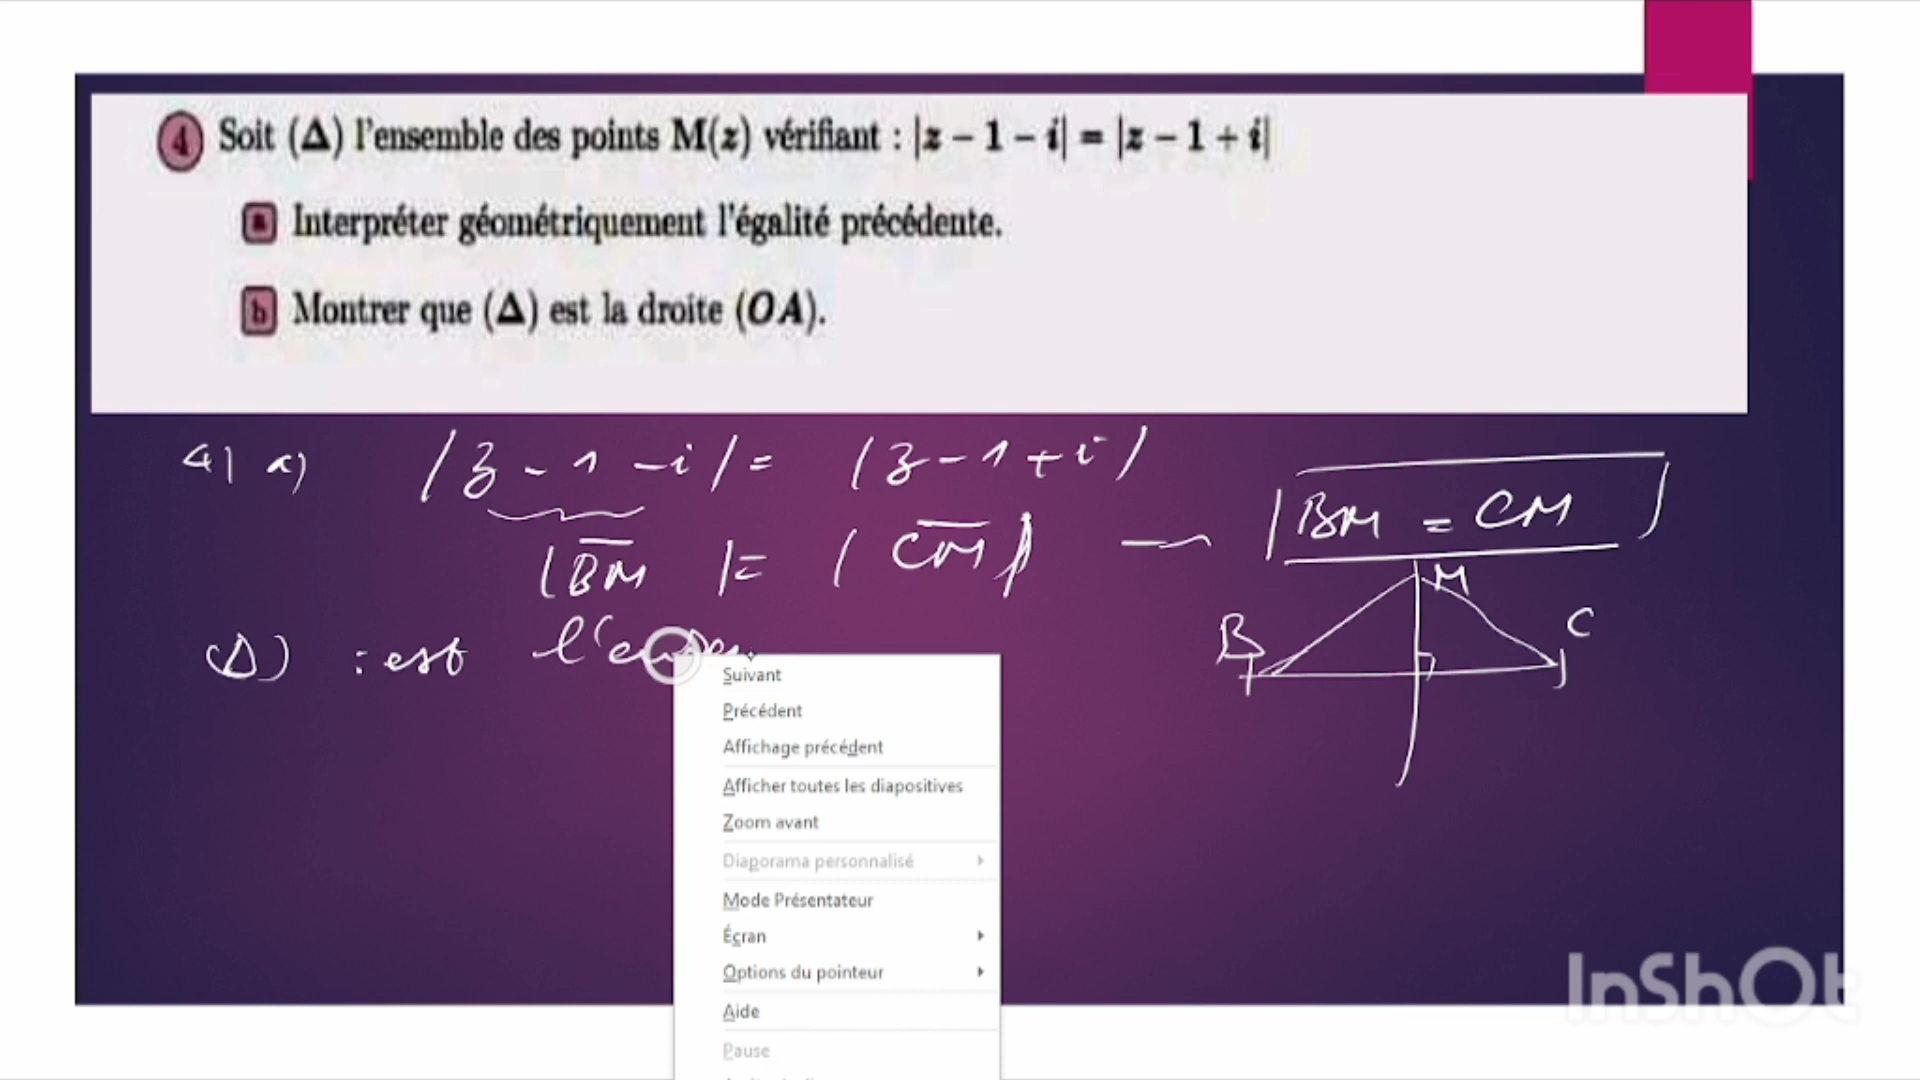 4 Soit (Δ) l'ensemble des points M(z) vérifiant : |z − 1 − i| = |z − 1 + i|
a Interpréter géométriquement l'égalité précédente.
b Montrer que (Δ) est la droite (OA).
4) a) |z - 1 - i| = |z - 1 + i|
|BM| = |CM|
BM = CM
M
B
C
(Δ) : est
Suivant
Précédent
Affichage précédent
Afficher toutes les diapositives
Zoom avant
Diaporama personnalisé
Mode Présentateur
Écran
Options du pointeur
Aide
Pause
InShOt